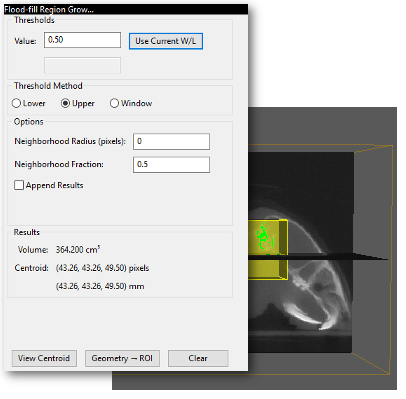 Flood-fill Region Grow...
Thresholds
Value: 0.50 Use Current W/L
Threshold Method
Lower Upper Window
Options
Neighborhood Radius (pixels): 0
Neighborhood Fraction: 0.5
Append Results
Results
Volume: 364.200 cm³
Centroid: (43.26, 43.26, 49.50) pixels
(43.26, 43.26, 49.50) mm
View Centroid Geometry → ROI Clear